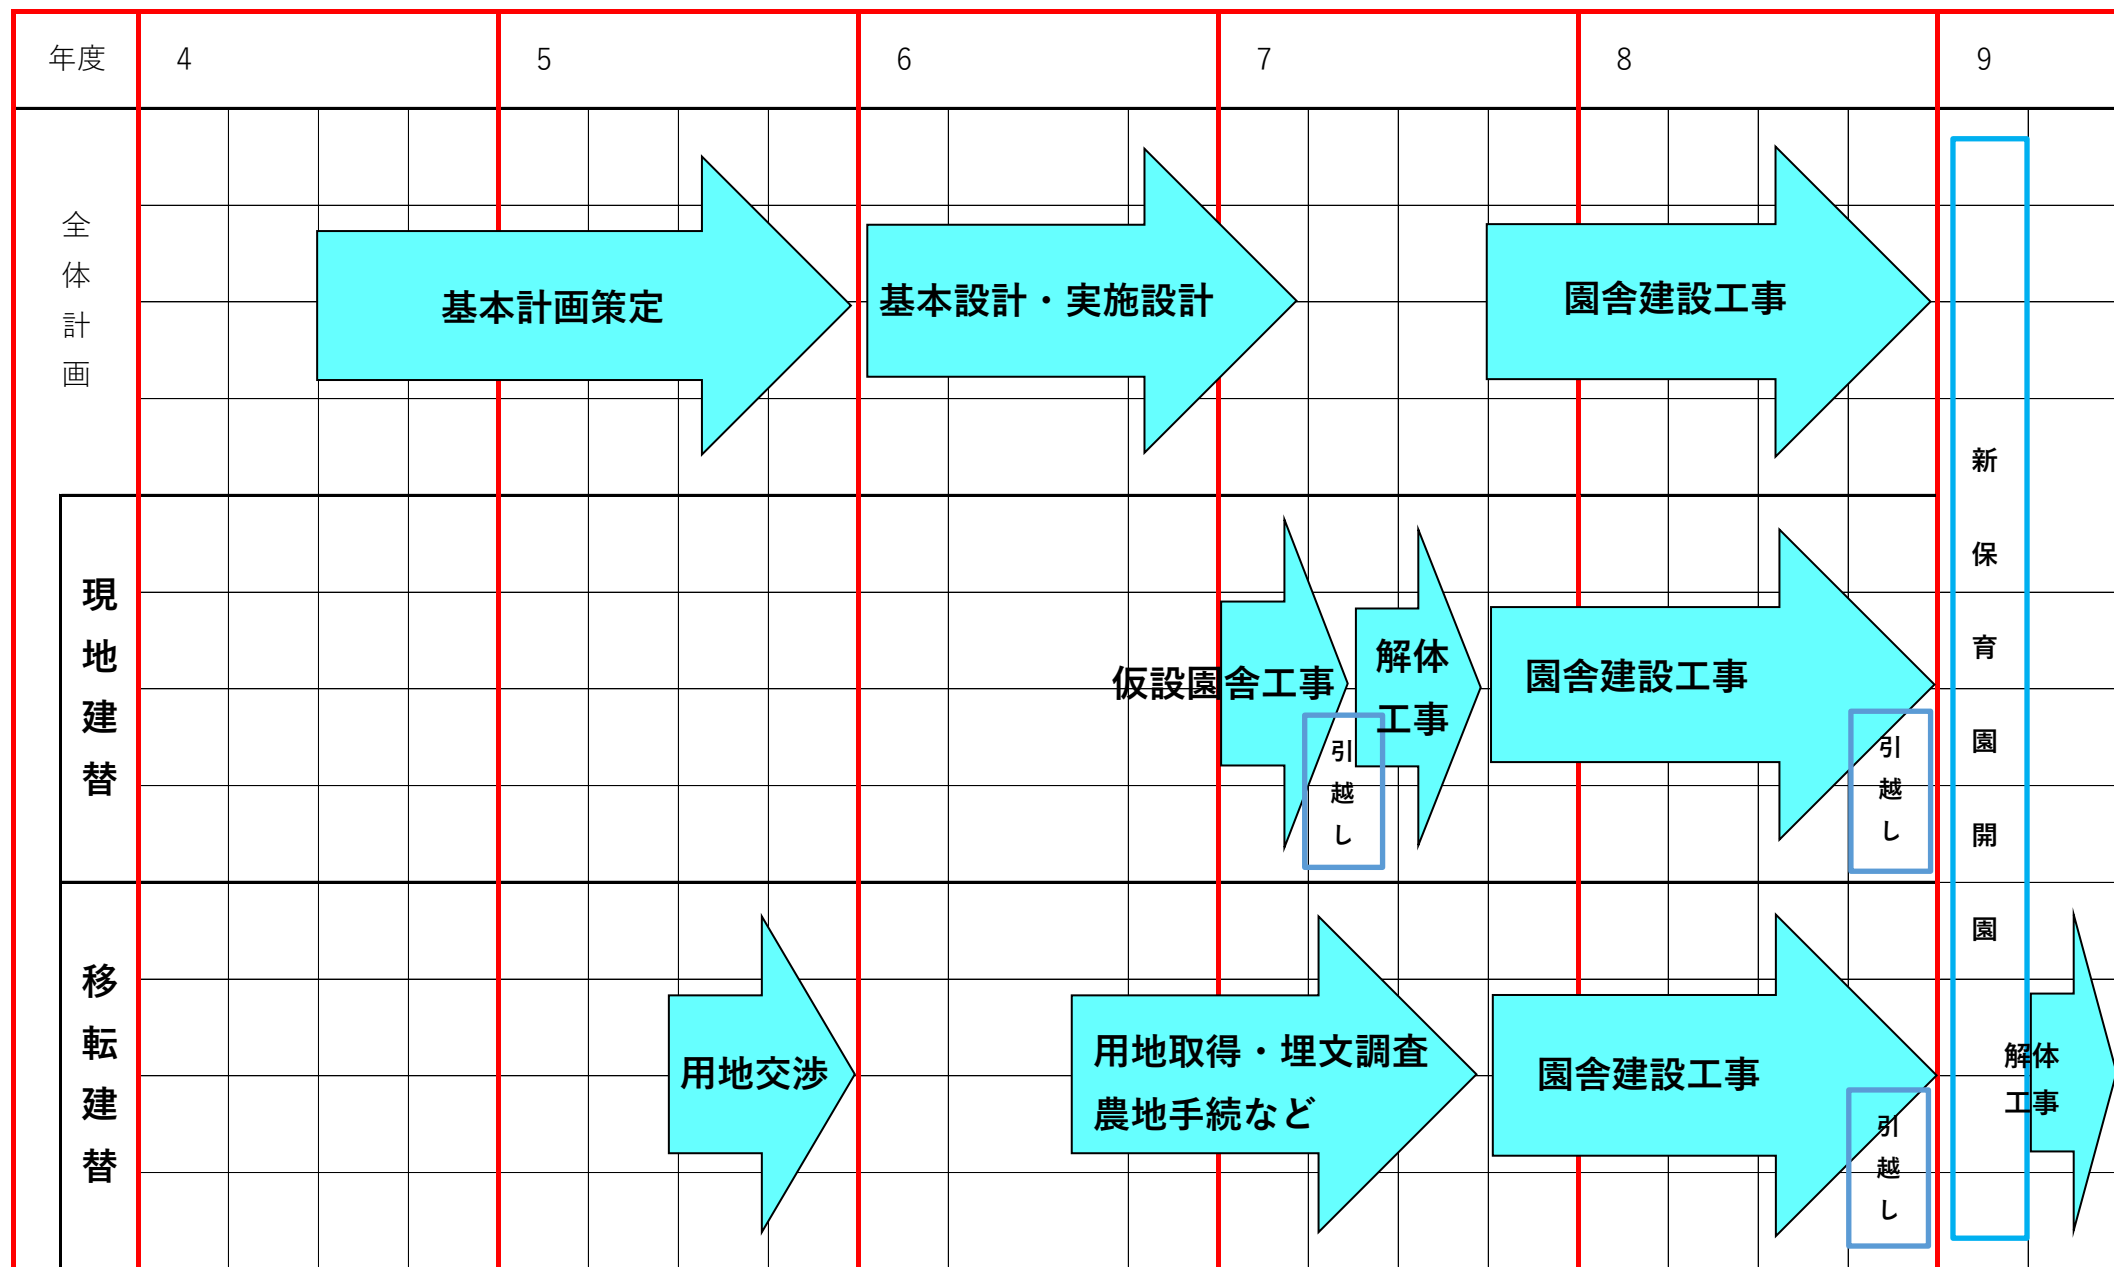 年度 4 5 6 7 8 9
全体計画
基本計画策定
基本設計・実施設計
園舎建設工事
新保育園開園
現地建替
仮設園舎工事
引越し
解体
工事
園舎建設工事
引越し
移転建替
用地交渉
用地取得・埋文調査
農地手続など
園舎建設工事
引越し
解体
工事